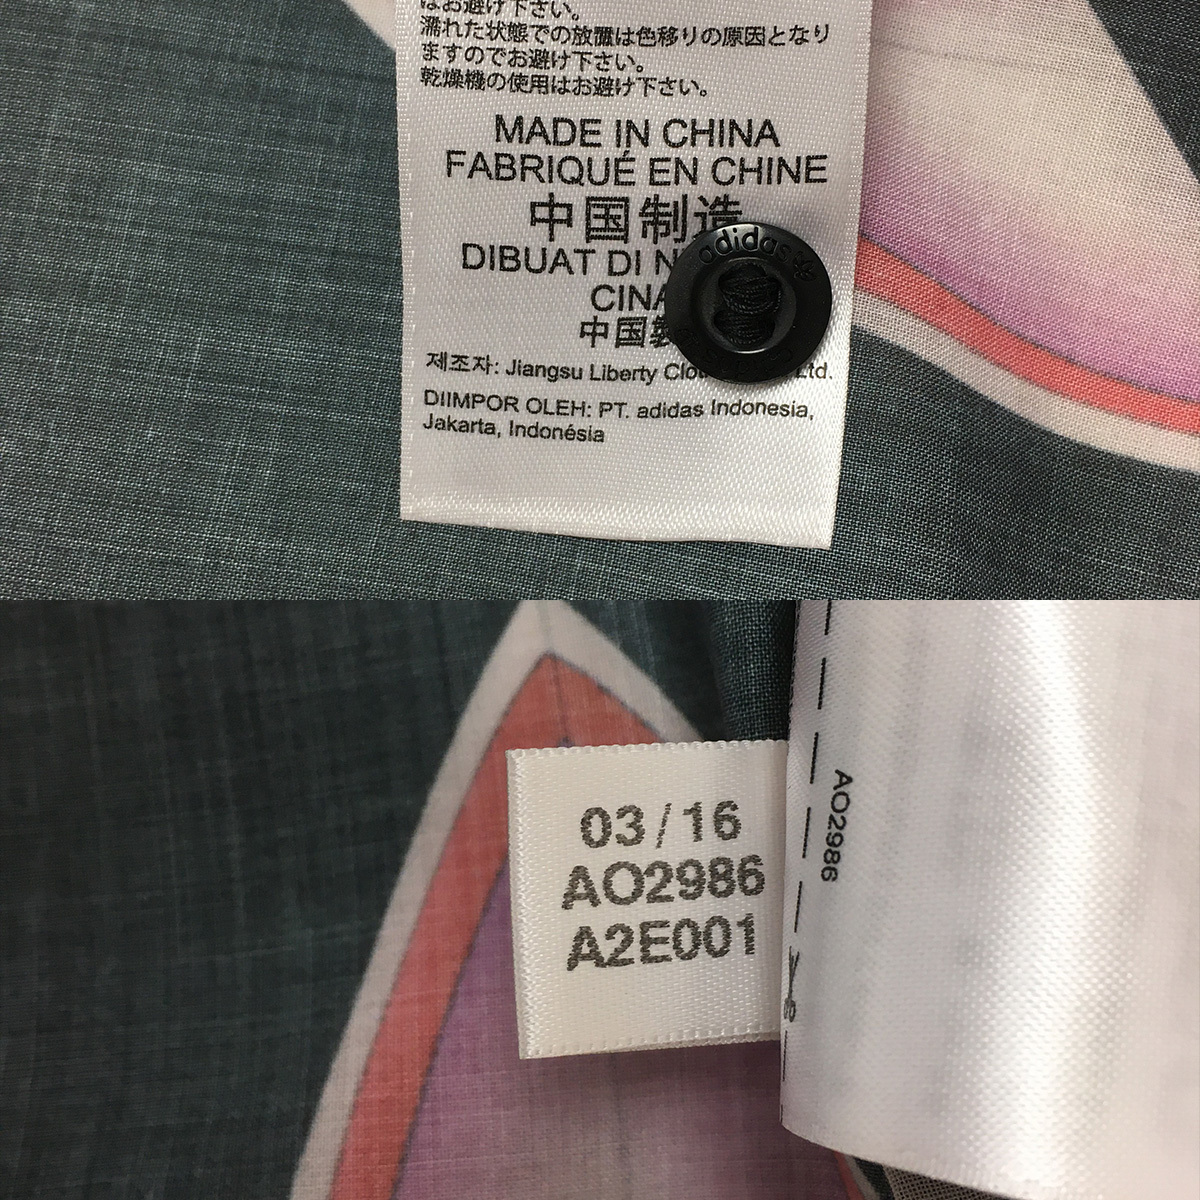 はお避け下さい。
濡れた状態での放置は色移りの原因となり
ますのでお避け下さい。
乾燥機の使用はお避け下さい。
MADE IN CHINA
FABRIQUÉ EN CHINE
中国制造
DIBUAT DI
CINA
中国製
adidas
제조자: Jiangsu Liberty Ltd.
DIIMPOR OLEH: PT. adidas Indonesia,
Jakarta, Indonésia
03/16
AO2986
A2E001
AO2986